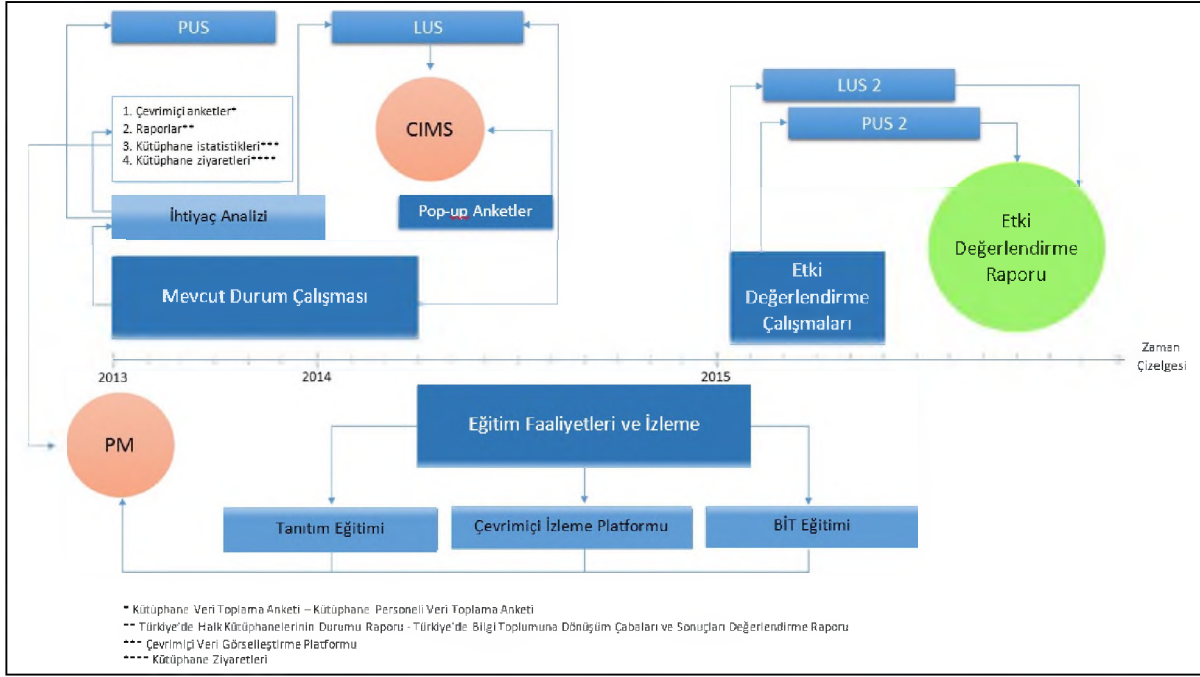 PUS
LUS
1. Çevrimiçi anketler*
2. Raporlar**
3. Kütüphane istatistikleri***
4. Kütüphane ziyaretleri****
CIMS
LUS 2
PUS 2
İhtiyaç Analizi
Pop-up Anketler
Etki
Değerlendirme
Raporu
Mevcut Durum Çalışması
Etki
Değerlendirme
Çalışmaları
Zaman
Çizelgesi
2013
2014
2015
PM
Eğitim Faaliyetleri ve İzleme
Tanıtım Eğitimi
Çevrimiçi İzleme Platformu
BİT Eğitimi
* Kütüphane Veri Toplama Anketi – Kütüphane Personeli Veri Toplama Anketi
** Türkiye'de Halk Kütüphanelerinin Durumu Raporu - Türkiye'de Bilgi Toplumuna Dönüşüm Çabaları ve Sonuçları Değerlendirme Raporu
*** Çevrimiçi Veri Görselleştirme Platformu
**** Kütüphane Ziyaretleri